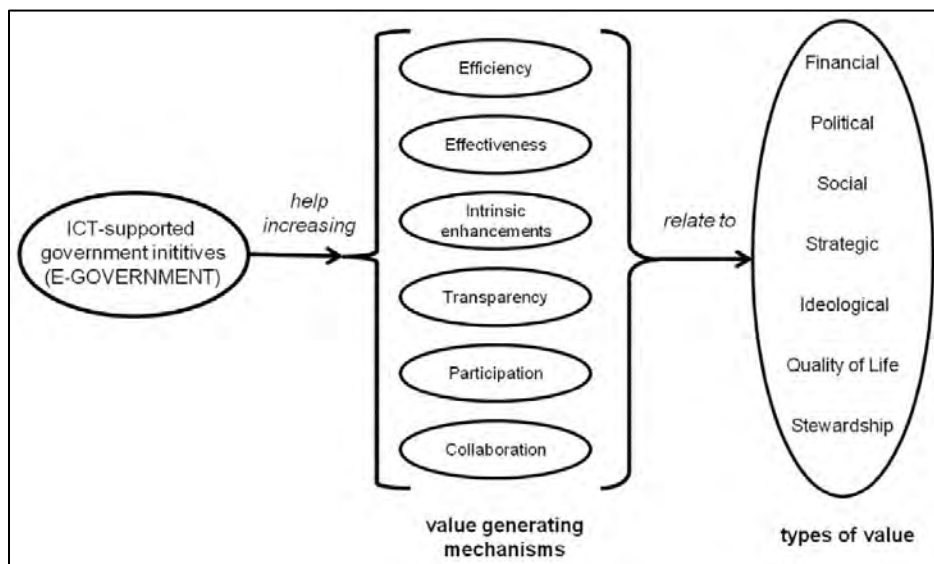 ICT-supported
government inititives
(E-GOVERNMENT)
help
increasing
Efficiency
Effectiveness
Intrinsic
enhancements
Transparency
Participation
Collaboration
value generating
mechanisms
relate to
Financial
Political
Social
Strategic
Ideological
Quality of Life
Stewardship
types of value